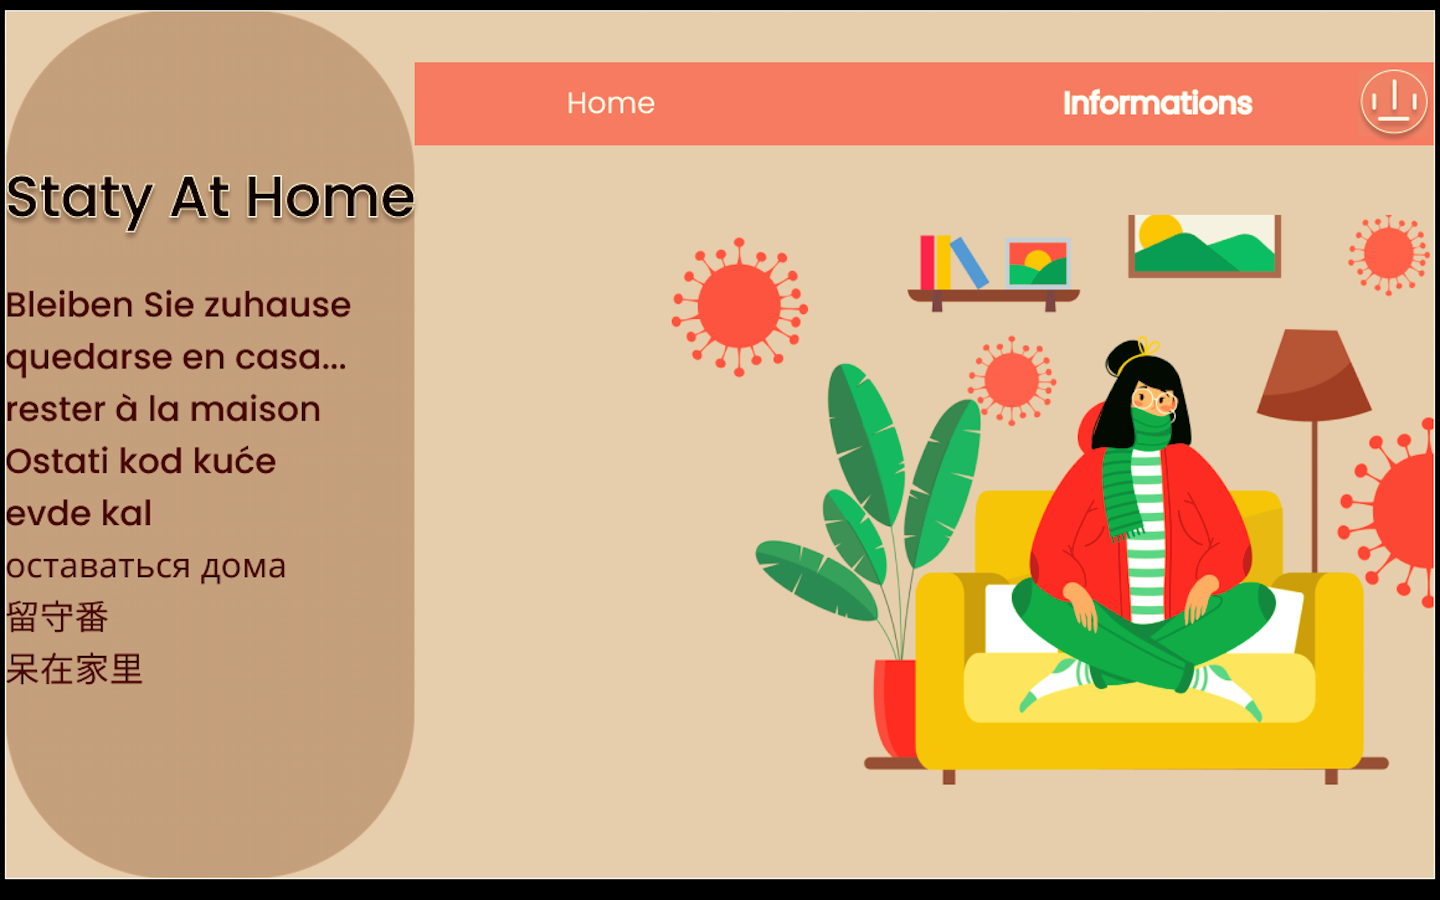 Home
Informations
Staty At Home
Bleiben Sie zuhause
quedarse en casa...
rester à la maison
Ostati kod kuće
evde kal
оставаться дома
留守番
呆在家里